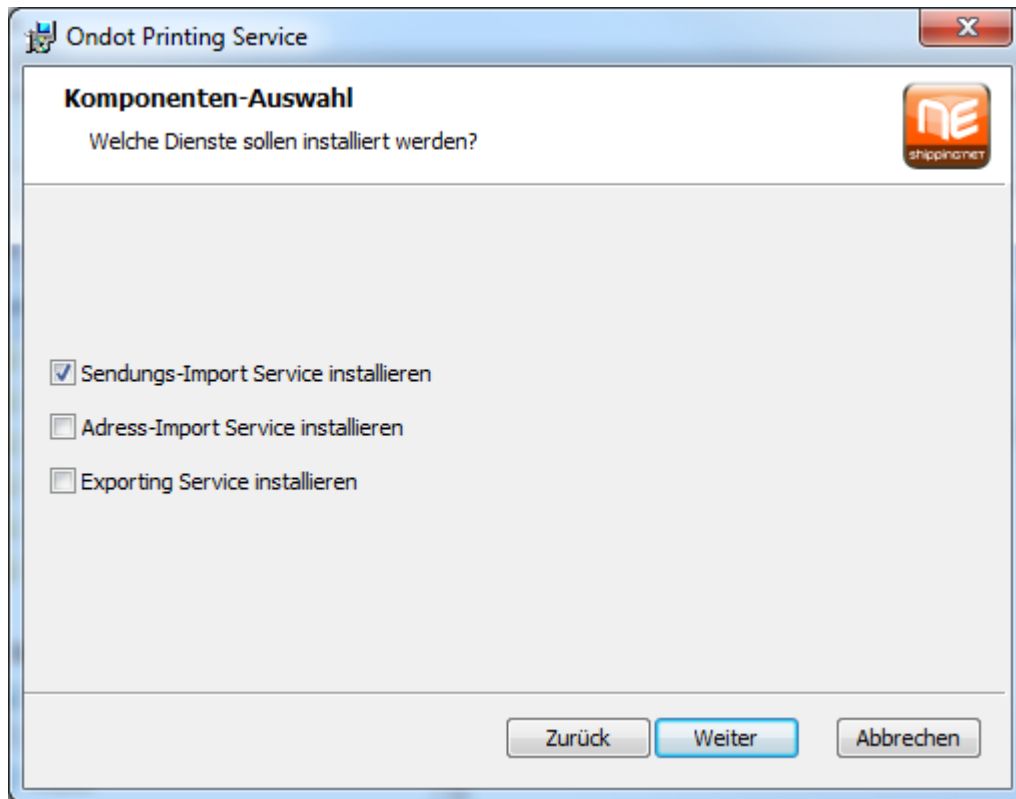 Ondot Printing Service
Komponenten-Auswahl
Welche Dienste sollen installiert werden?
NE
shippingnet
Sendungs-Import Service installieren
Adress-Import Service installieren
Exporting Service installieren
Zurück
Weiter
Abbrechen